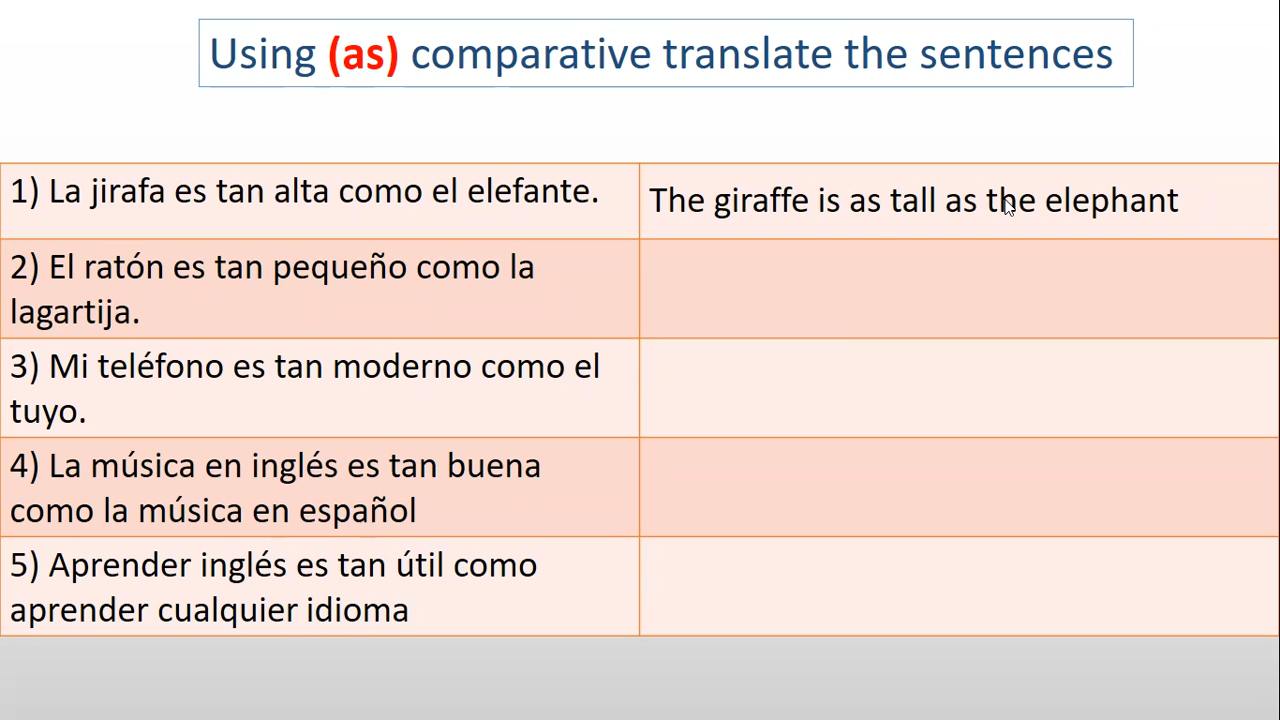 Using (as) comparative translate the sentences
1) La jirafa es tan alta como el elefante.
The giraffe is as tall as the elephant
2) El ratón es tan pequeño como la
lagartija.
3) Mi teléfono es tan moderno como el
tuyo.
4) La música en inglés es tan buena
como la música en español
5) Aprender inglés es tan útil como
aprender cualquier idioma